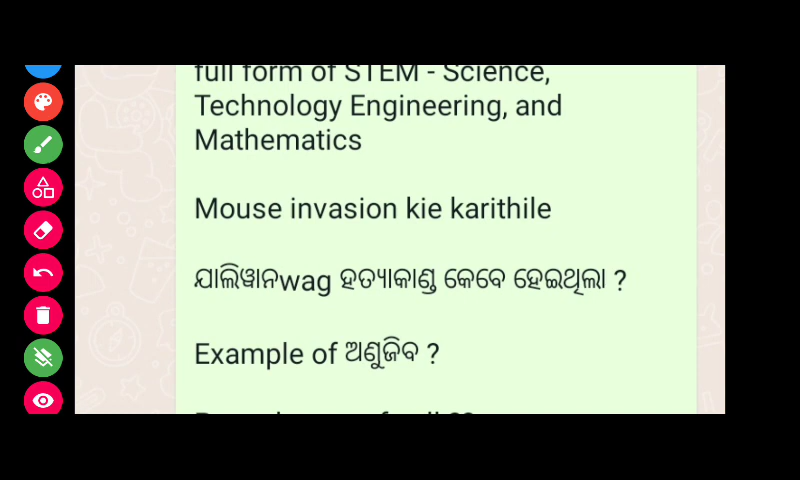 full form of STEM - Science,
Technology Engineering, and
Mathematics
Mouse invasion kie karithile
ଯାଲିୱାନwag ହତ୍ୟାକାଣ୍ଡ କେବେ ହେଇଥିଲା ?
Example of ଅଣୁଜିବ ?